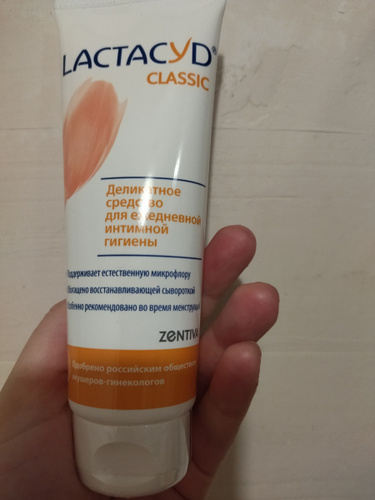 LACTACYD®
CLASSIC
Деликатное
средство
для ежедневной
интимной
гигиены
Поддерживает естественную микрофлору
Обогащено восстанавливающей сывороткой
Особенно рекомендовано во время менструации
ZENTIVA
Одобрено российским обществом
акушеров-гинекологов